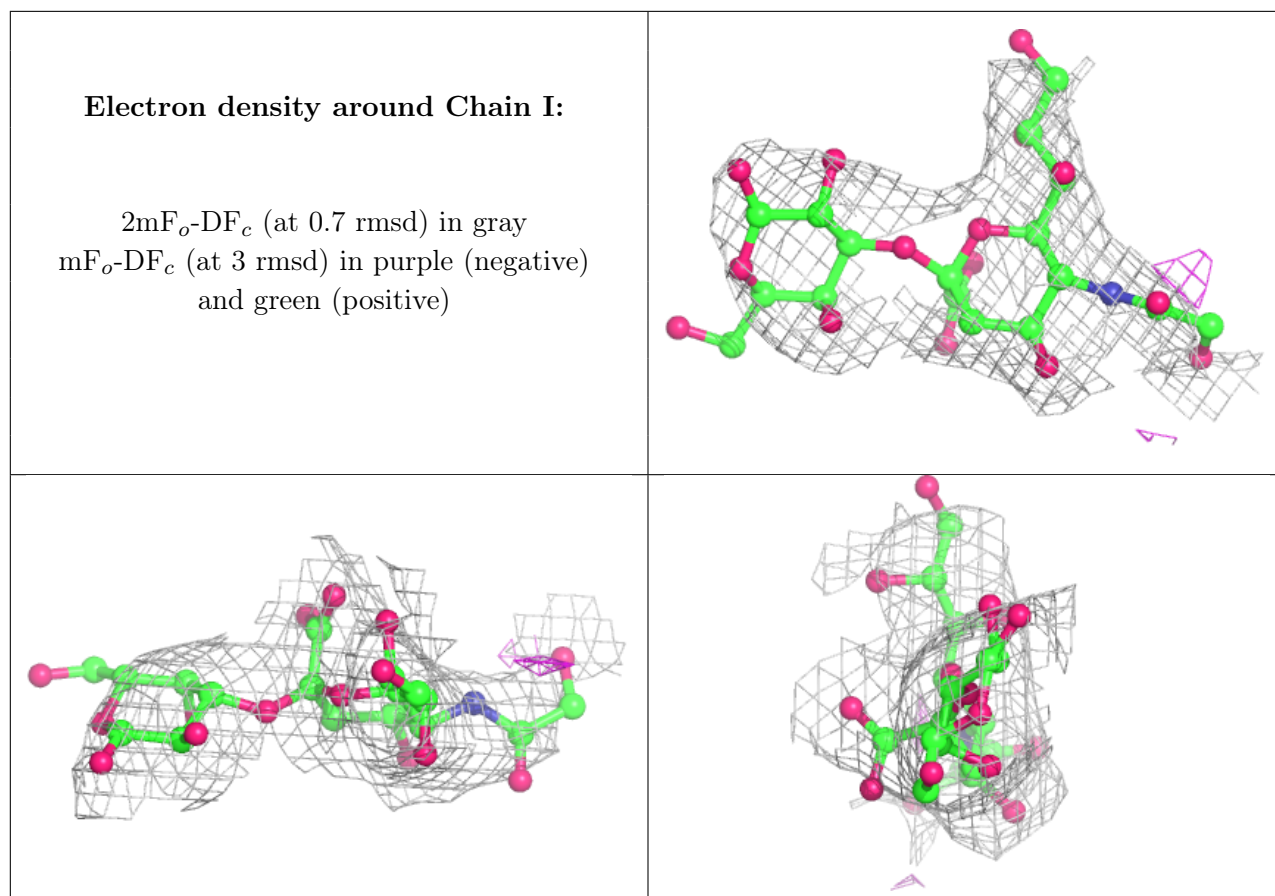 Electron density around Chain I:
2mFₒ-DF𝒸 (at 0.7 rmsd) in gray
mFₒ-DF𝒸 (at 3 rmsd) in purple (negative)
and green (positive)